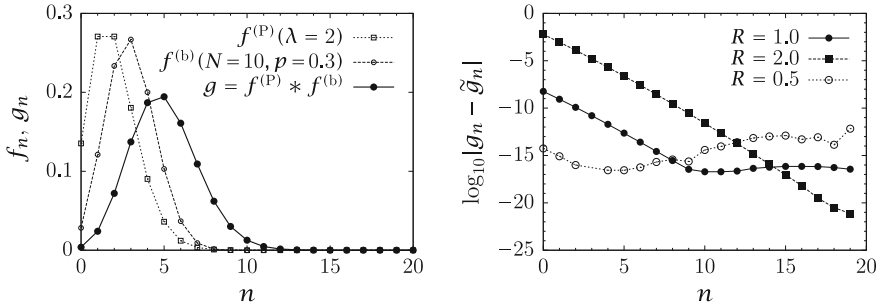 0.3
0.2
0.1
0
f_n, g_n
f^(P)(λ = 2)
f^(b)(N = 10, p = 0.3)
g = f^(P) * f^(b)
0 5 10 15 20
n
0
−5
−10
−15
−20
−25
log₁₀|g_n − g̃_n|
R = 1.0
R = 2.0
R = 0.5
0 5 10 15 20
n